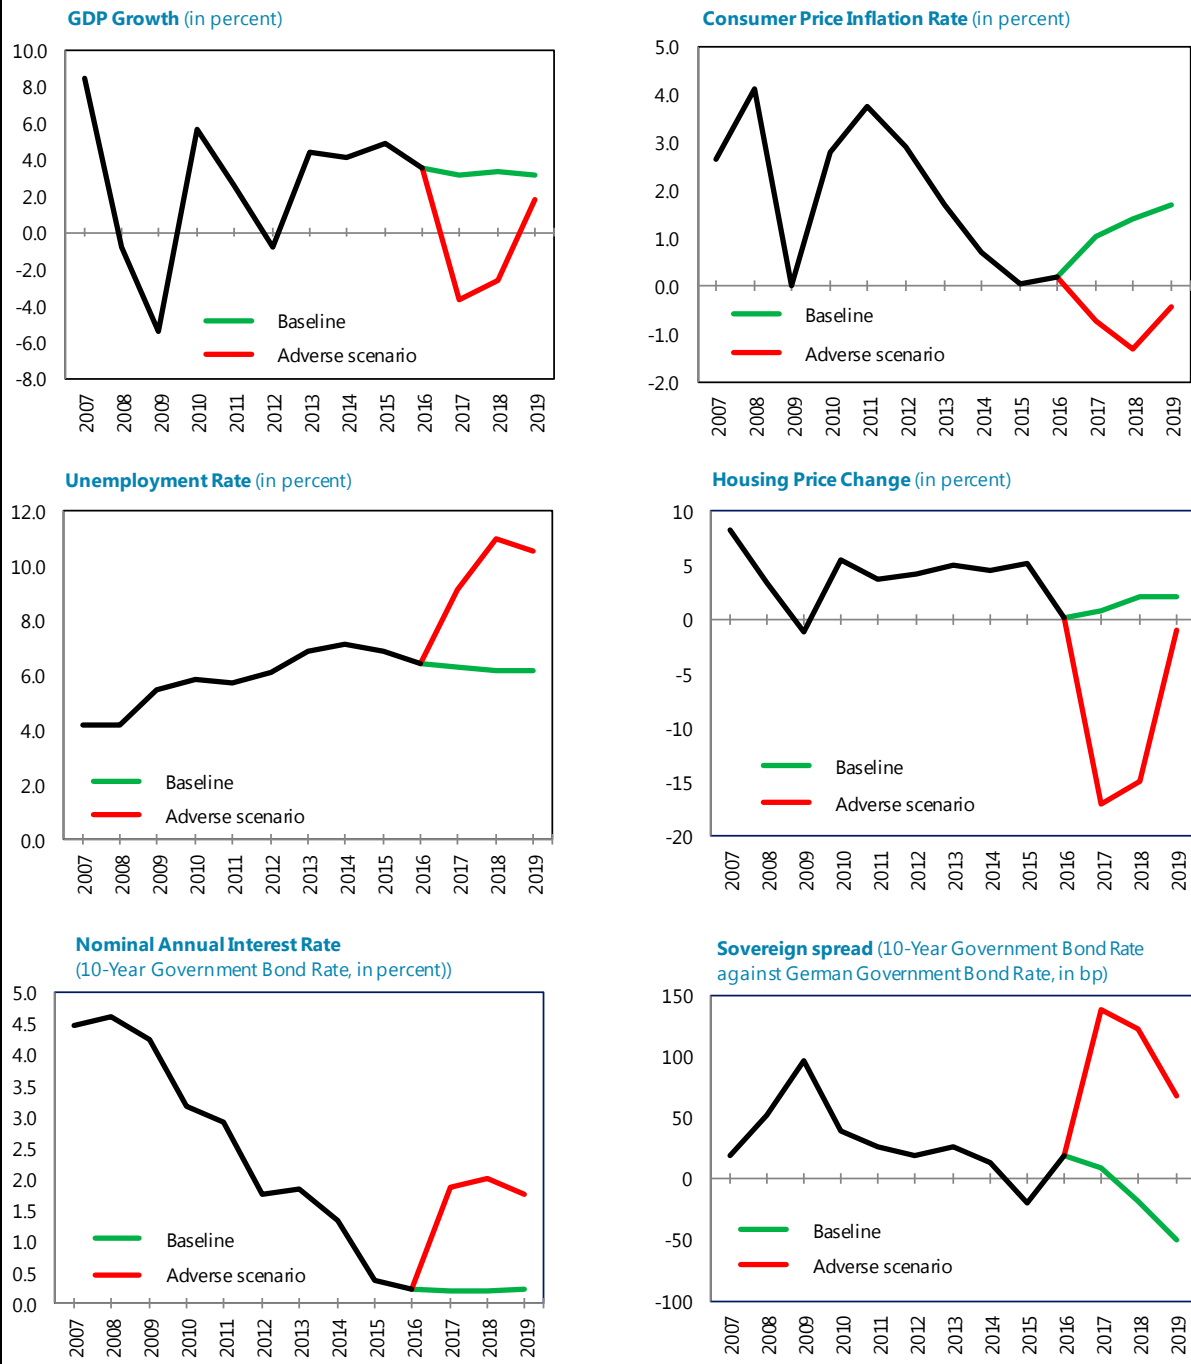 GDP Growth (in percent)
10.0
8.0
6.0
4.0
2.0
0.0
-2.0
-4.0
-6.0
-8.0
Baseline
Adverse scenario
2007 2008 2009 2010 2011 2012 2013 2014 2015 2016 2017 2018 2019
Consumer Price Inflation Rate (in percent)
5.0
4.0
3.0
2.0
1.0
0.0
-1.0
-2.0
Baseline
Adverse scenario
2007 2008 2009 2010 2011 2012 2013 2014 2015 2016 2017 2018 2019
Unemployment Rate (in percent)
12.0
10.0
8.0
6.0
4.0
2.0
0.0
Baseline
Adverse scenario
2007 2008 2009 2010 2011 2012 2013 2014 2015 2016 2017 2018 2019
Housing Price Change (in percent)
10
5
0
-5
-10
-15
-20
Baseline
Adverse scenario
2007 2008 2009 2010 2011 2012 2013 2014 2015 2016 2017 2018 2019
Nominal Annual Interest Rate
(10-Year Government Bond Rate, in percent))
5.0
4.5
4.0
3.5
3.0
2.5
2.0
1.5
1.0
0.5
0.0
Baseline
Adverse scenario
2007 2008 2009 2010 2011 2012 2013 2014 2015 2016 2017 2018 2019
Sovereign spread (10-Year Government Bond Rate
against German Government Bond Rate, in bp)
150
100
50
0
-50
-100
Baseline
Adverse scenario
2007 2008 2009 2010 2011 2012 2013 2014 2015 2016 2017 2018 2019